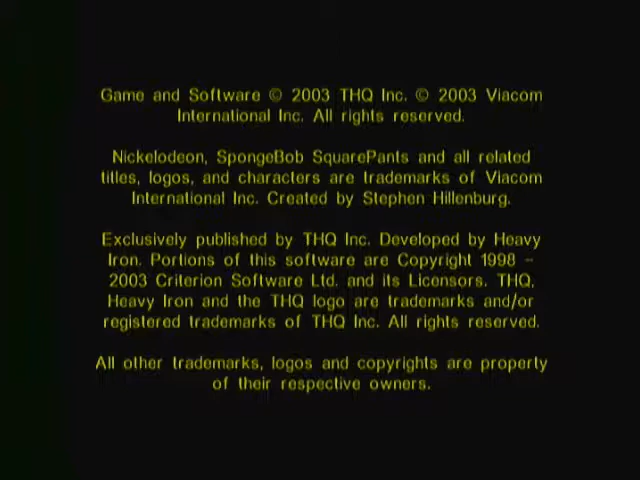 Game and Software © 2003 THQ Inc. © 2003 Viacom
International Inc. All rights reserved.
Nickelodeon, SpongeBob SquarePants and all related
titles, logos, and characters are trademarks of Viacom
International Inc. Created by Stephen Hillenburg.
Exclusively published by THQ Inc. Developed by Heavy
Iron. Portions of this software are Copyright 1998 -
2003 Criterion Software Ltd. and its Licensors. THQ,
Heavy Iron and the THQ logo are trademarks and/or
registered trademarks of THQ Inc. All rights reserved.
All other trademarks, logos and copyrights are property
of their respective owners.